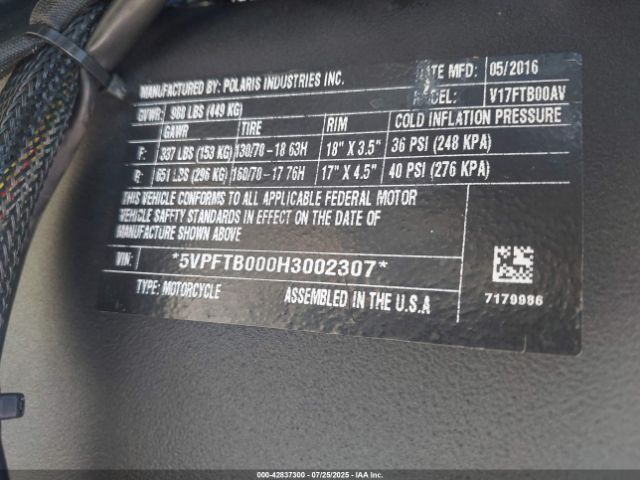 MANUFACTURED BY: POLARIS INDUSTRIES INC. DATE MFD: 05/2016
GVWR: 988 LBS (449 KG) MODEL: V17FTB00AV
GAWR TIRE RIM COLD INFLATION PRESSURE
F: 337 LBS (153 KG) 130/70 - 18 63H 18" X 3.5" 36 PSI (248 KPA)
R: 651 LBS (296 KG) 160/70 - 17 76H 17" X 4.5" 40 PSI (276 KPA)
THIS VEHICLE CONFORMS TO ALL APPLICABLE FEDERAL MOTOR
VEHICLE SAFTY STANDARDS IN EFFECT ON THE DATE OF
MANUFACTURE SHOWN ABOVE
VIN: *5VPFTB000H3002307*
TYPE: MOTORCYCLE ASSEMBLED IN THE U.S.A 7179986
000-42837300 - 07/25/2025 - IAAI.COM